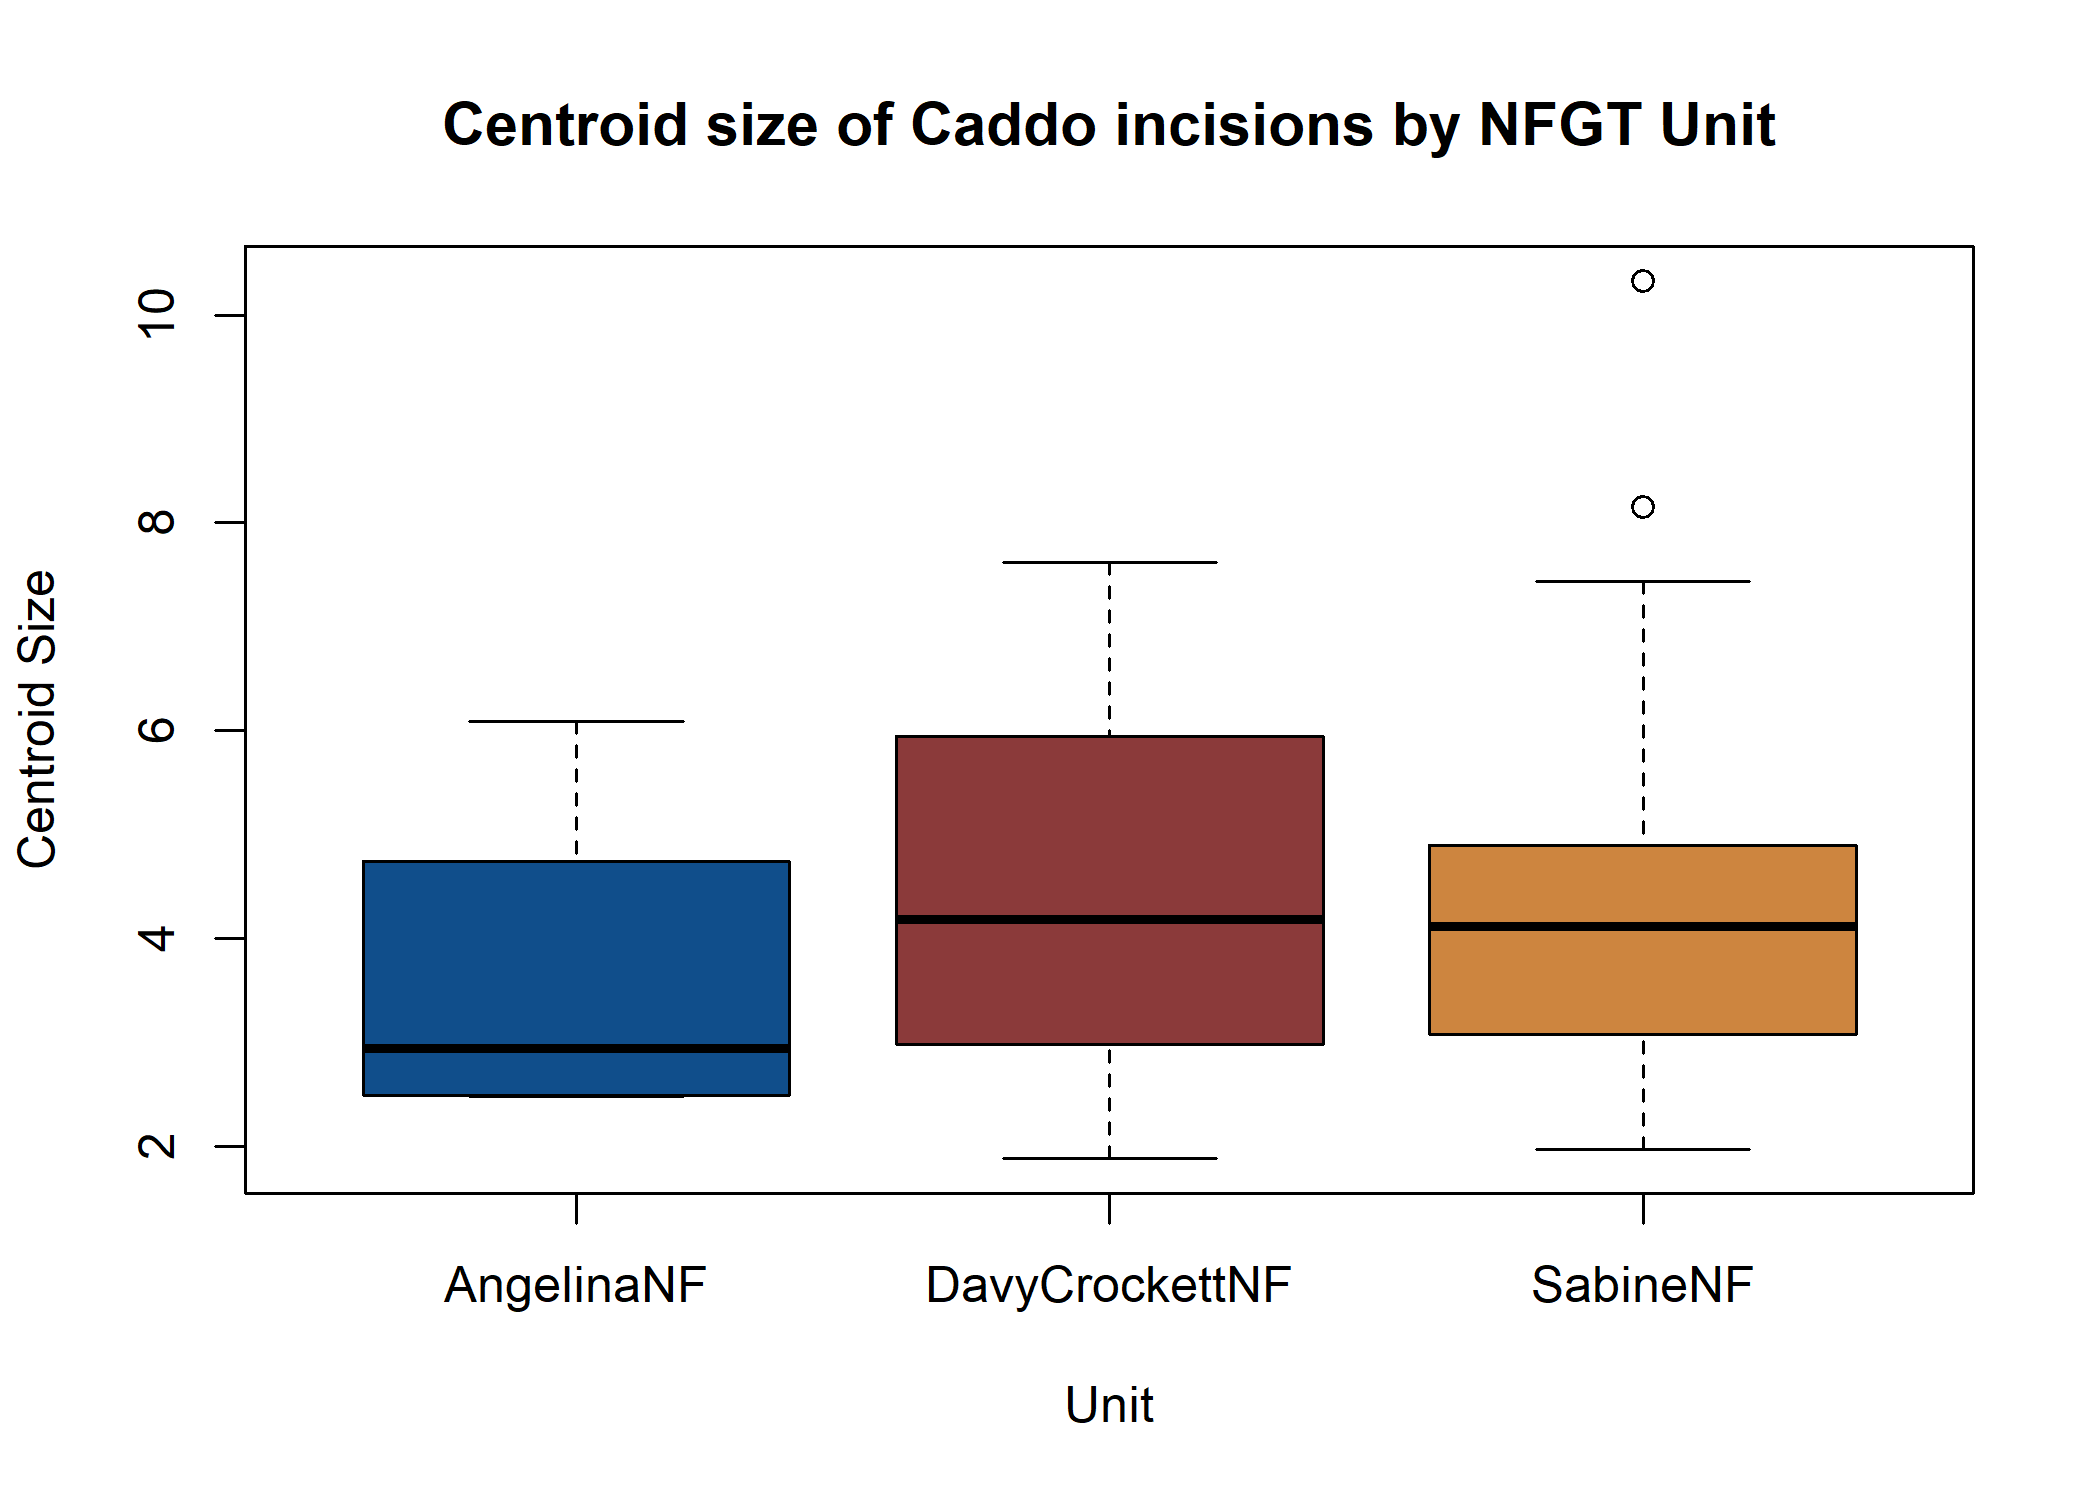 Centroid size of Caddo incisions by NFGT Unit
10
8
6
4
2
Centroid Size
AngelinaNF
DavyCrockettNF
SabineNF
Unit